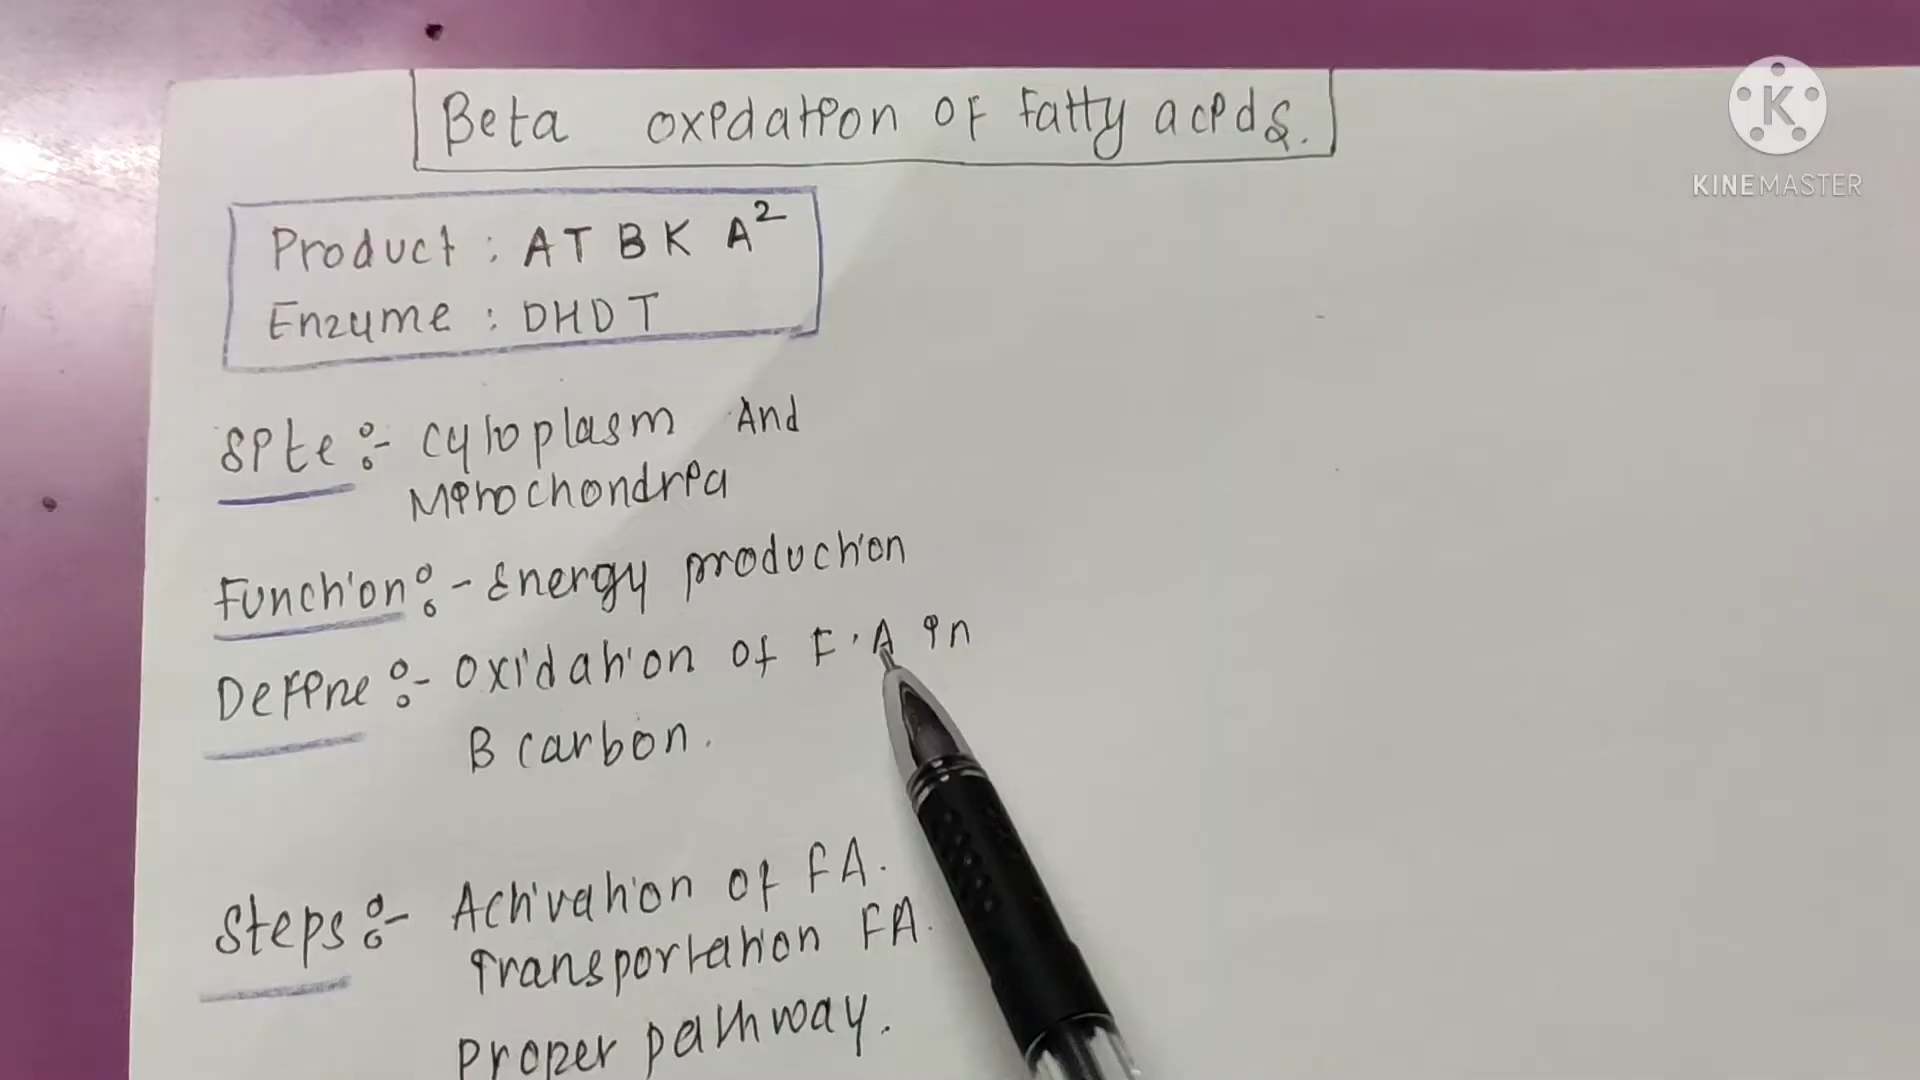 Beta oxidation of fatty acids.
K
KINEMASTER
Product : A T B K A²
Enzyme : DHDT
Site :- Cytoplasm And
Mitochondria
Function :- Energy production
Define :- Oxidation of F.A in
B carbon.
Steps :- Activation of FA.
Transportation FA.
Proper pathway.